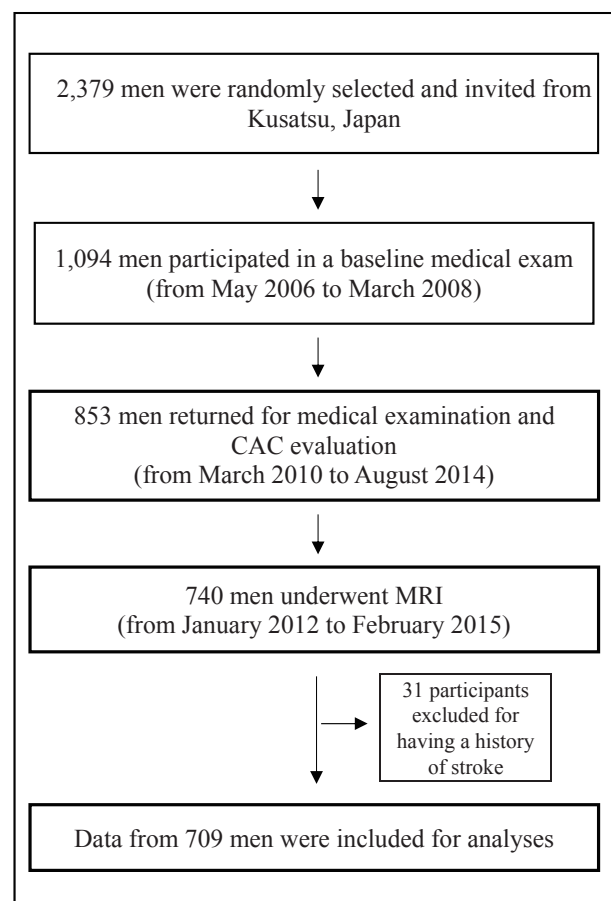 2,379 men were randomly selected and invited from
Kusatsu, Japan
1,094 men participated in a baseline medical exam
(from May 2006 to March 2008)
853 men returned for medical examination and
CAC evaluation
(from March 2010 to August 2014)
740 men underwent MRI
(from January 2012 to February 2015)
31 participants
excluded for
having a history
of stroke
Data from 709 men were included for analyses